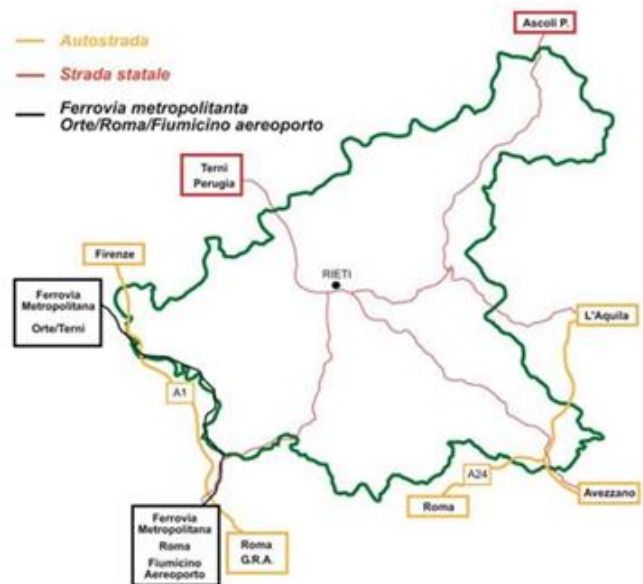 Autostrada
Strada statale
Ferrovia metropolitanta
Orte/Roma/Fiumicino aereoporto
Ascoli P.
Terni
Perugia
Firenze
Ferrovia
Metropolitana
Orte/Terni
RIETI
L'Aquila
A1
A24
Roma
Avezzano
Ferrovia
Metropolitana
Roma
Fiumicino
Aereoporto
Roma
G.R.A.